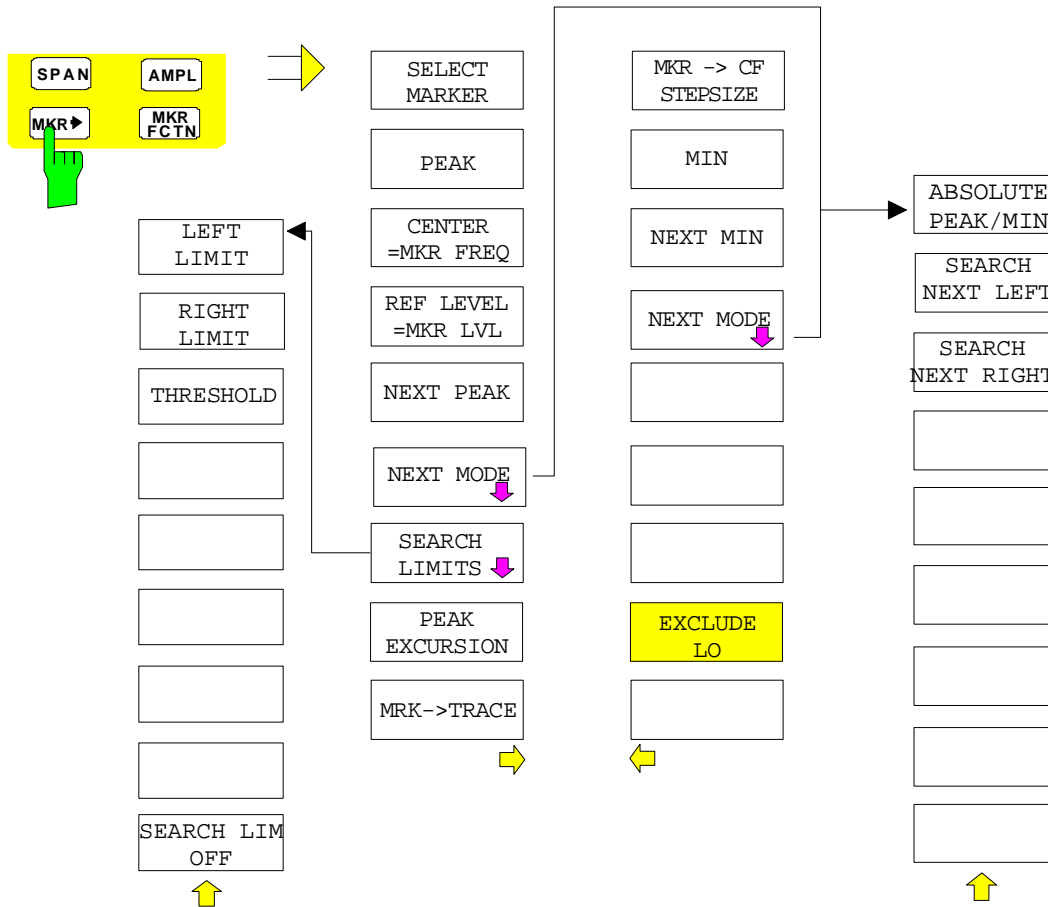 SPAN
AMPL
MKR
MKR
FCTN
SELECT
MARKER
PEAK
CENTER
=MKR FREQ
REF LEVEL
=MKR LVL
NEXT PEAK
NEXT MODE
SEARCH
LIMITS
PEAK
EXCURSION
MRK->TRACE
LEFT
LIMIT
RIGHT
LIMIT
THRESHOLD
SEARCH LIM
OFF
MKR -> CF
STEPSIZE
MIN
NEXT MIN
NEXT MODE
EXCLUDE
LO
ABSOLUTE
PEAK/MIN
SEARCH
NEXT LEFT
SEARCH
NEXT RIGHT